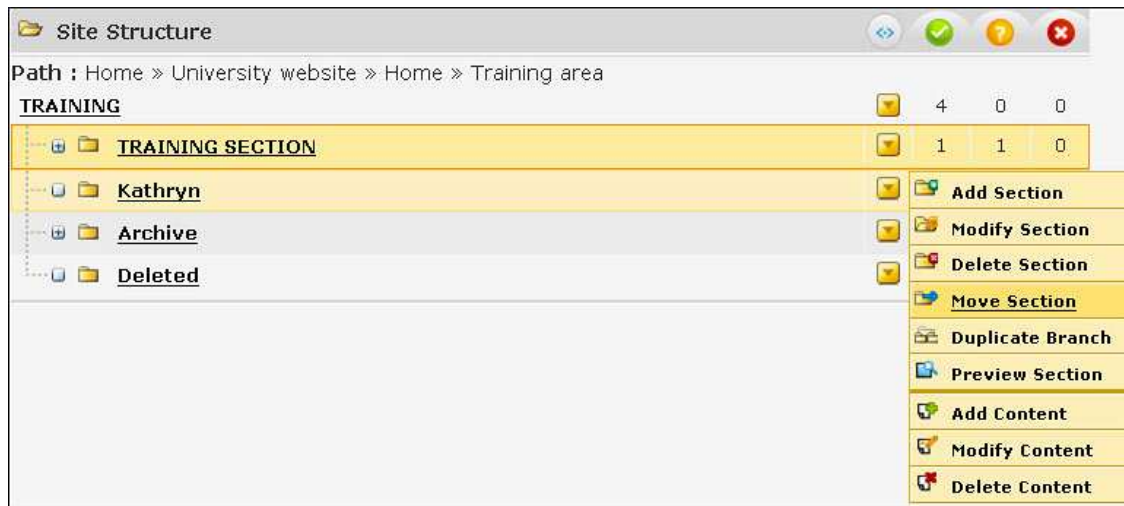 Site Structure
Path : Home » University website » Home » Training area
TRAINING 4 0 0
TRAINING SECTION 1 1 0
Kathryn
Archive
Deleted
Add Section
Modify Section
Delete Section
Move Section
Duplicate Branch
Preview Section
Add Content
Modify Content
Delete Content